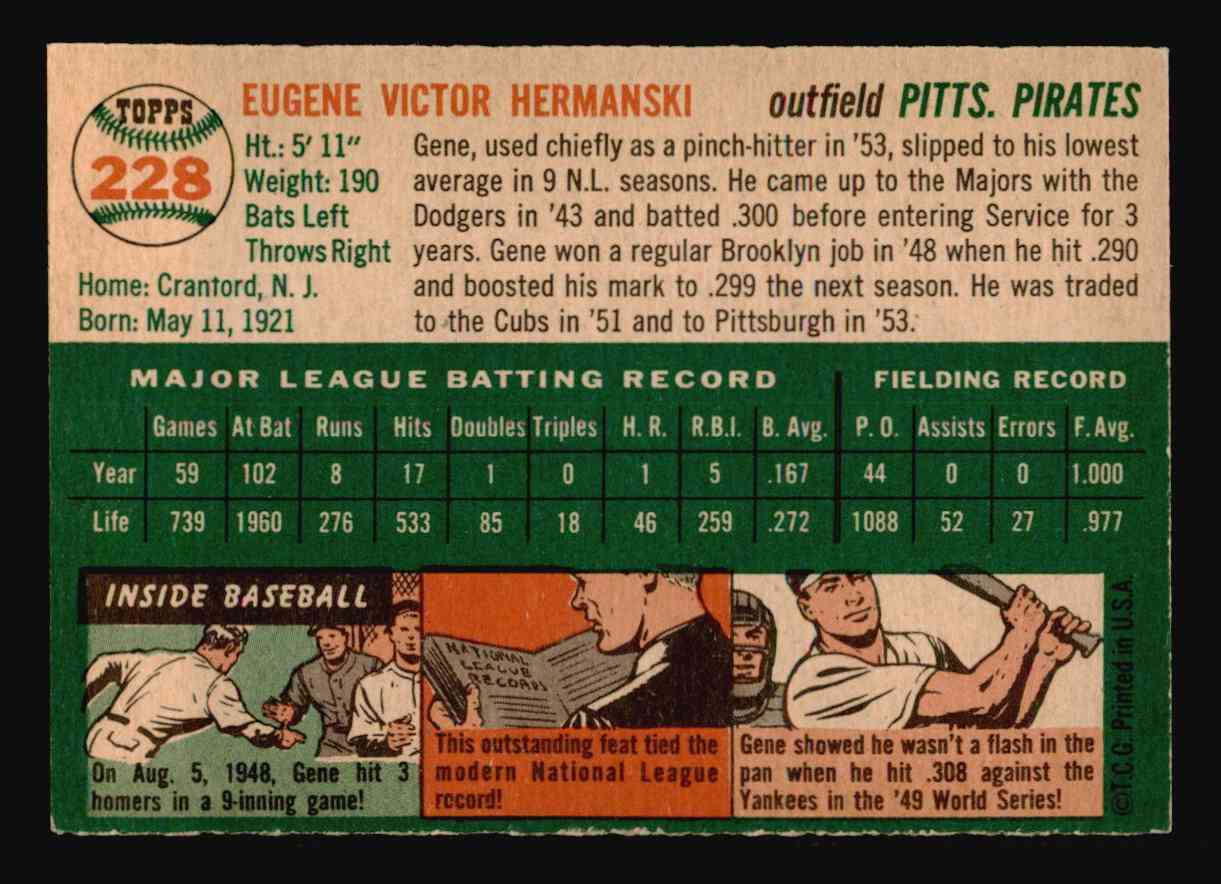 TOPPS
228
EUGENE VICTOR HERMANSKI outfield PITTS. PIRATES
Ht.: 5' 11"
Weight: 190
Bats Left
Throws Right
Home: Cranford, N. J.
Born: May 11, 1921
Gene, used chiefly as a pinch-hitter in '53, slipped to his lowest
average in 9 N.L. seasons. He came up to the Majors with the
Dodgers in '43 and batted .300 before entering Service for 3
years. Gene won a regular Brooklyn job in '48 when he hit .290
and boosted his mark to .299 the next season. He was traded
to the Cubs in '51 and to Pittsburgh in '53.
MAJOR LEAGUE BATTING RECORD FIELDING RECORD
Games At Bat Runs Hits Doubles Triples H. R. R.B.I. B. Avg. P. O. Assists Errors F. Avg.
Year 59 102 8 17 1 0 1 5 .167 44 0 0 1.000
Life 739 1960 276 533 85 18 46 259 .272 1088 52 27 .977
INSIDE BASEBALL
On Aug. 5, 1948, Gene hit 3
homers in a 9-inning game!
NATIONAL
LEAGUE
RECORDS
This outstanding feat tied the
modern National League
record!
Gene showed he wasn't a flash in the
pan when he hit .308 against the
Yankees in the '49 World Series!
©T.C.G. Printed in U.S.A.